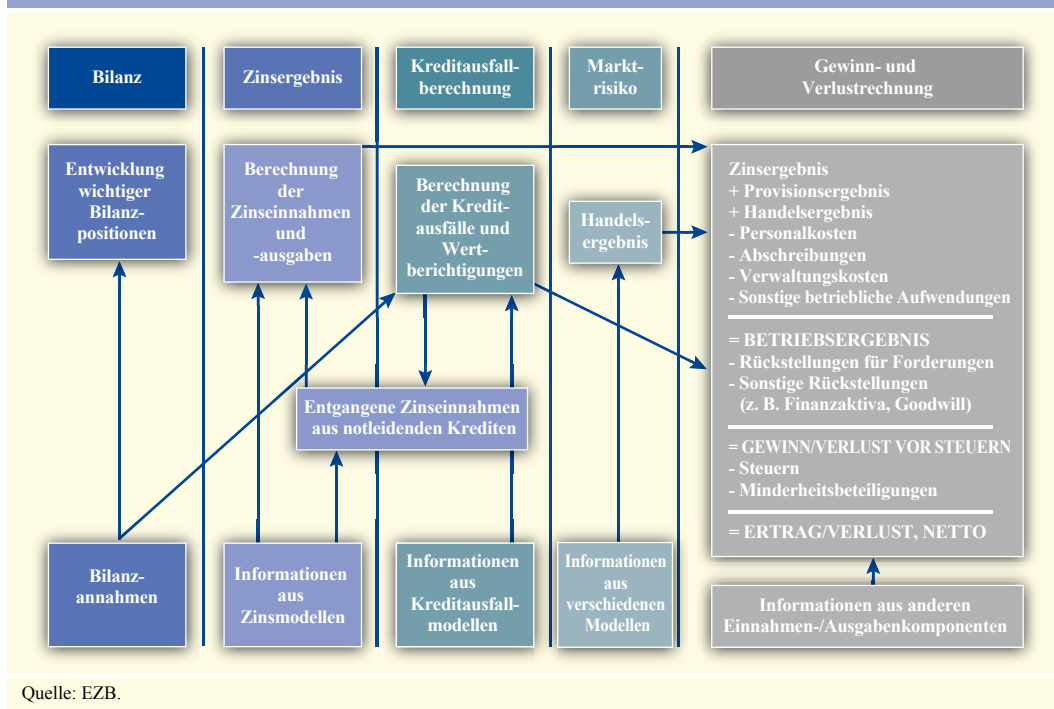 Bilanz
Zinsergebnis
Kreditausfall-
berechnung
Markt-
risiko
Gewinn- und
Verlustrechnung
Entwicklung
wichtiger
Bilanz-
positionen
Berechnung
der
Zinseinnahmen
und
-ausgaben
Berechnung
der Kredit-
ausfälle und
Wert-
berichtigungen
Handels-
ergebnis
Zinsergebnis
+ Provisionsergebnis
+ Handelsergebnis
- Personalkosten
- Abschreibungen
- Verwaltungskosten
- Sonstige betriebliche Aufwendungen
= BETRIEBSERGEBNIS
- Rückstellungen für Forderungen
- Sonstige Rückstellungen
(z. B. Finanzaktiva, Goodwill)
= GEWINN/VERLUST VOR STEUERN
- Steuern
- Minderheitsbeteiligungen
= ERTRAG/VERLUST, NETTO
Entgangene Zinseinnahmen
aus notleidenden Krediten
Bilanz-
annahmen
Informationen
aus
Zinsmodellen
Informationen
aus
Kreditausfall-
modellen
Informationen
aus
verschiedenen
Modellen
Informationen aus anderen
Einnahmen-/Ausgabenkomponenten
Quelle: EZB.